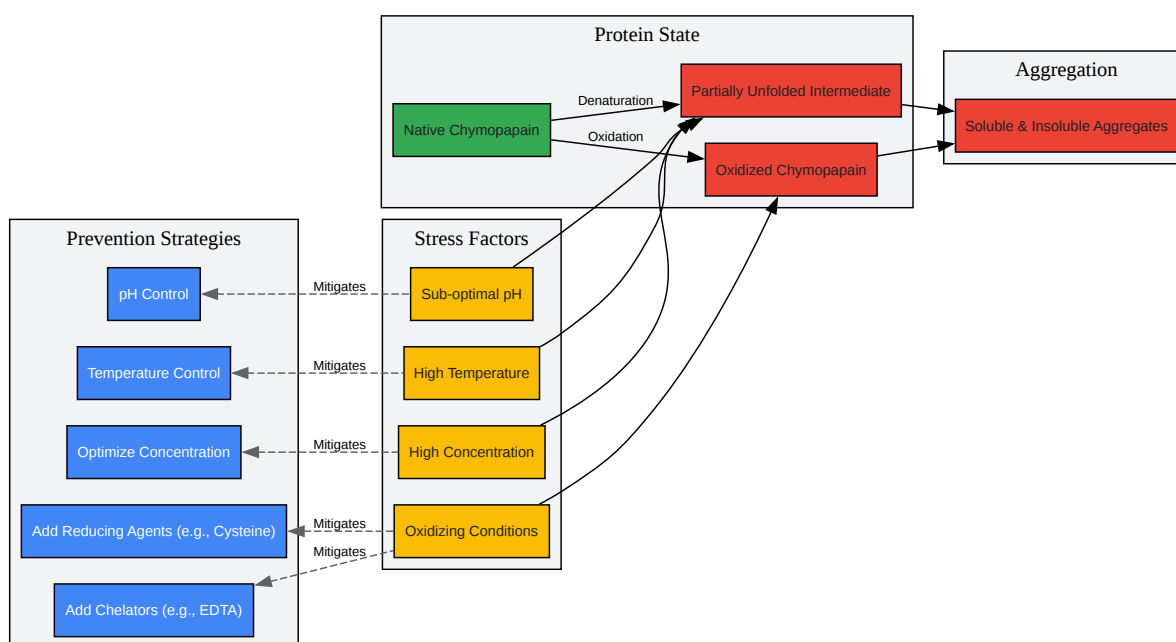 Protein State
Native Chymopapain
Denaturation
Oxidation
Partially Unfolded Intermediate
Oxidized Chymopapain
Aggregation
Soluble & Insoluble Aggregates
Prevention Strategies
pH Control
Temperature Control
Optimize Concentration
Add Reducing Agents (e.g., Cysteine)
Add Chelators (e.g., EDTA)
Mitigates
Mitigates
Mitigates
Mitigates
Mitigates
Stress Factors
Sub-optimal pH
High Temperature
High Concentration
Oxidizing Conditions